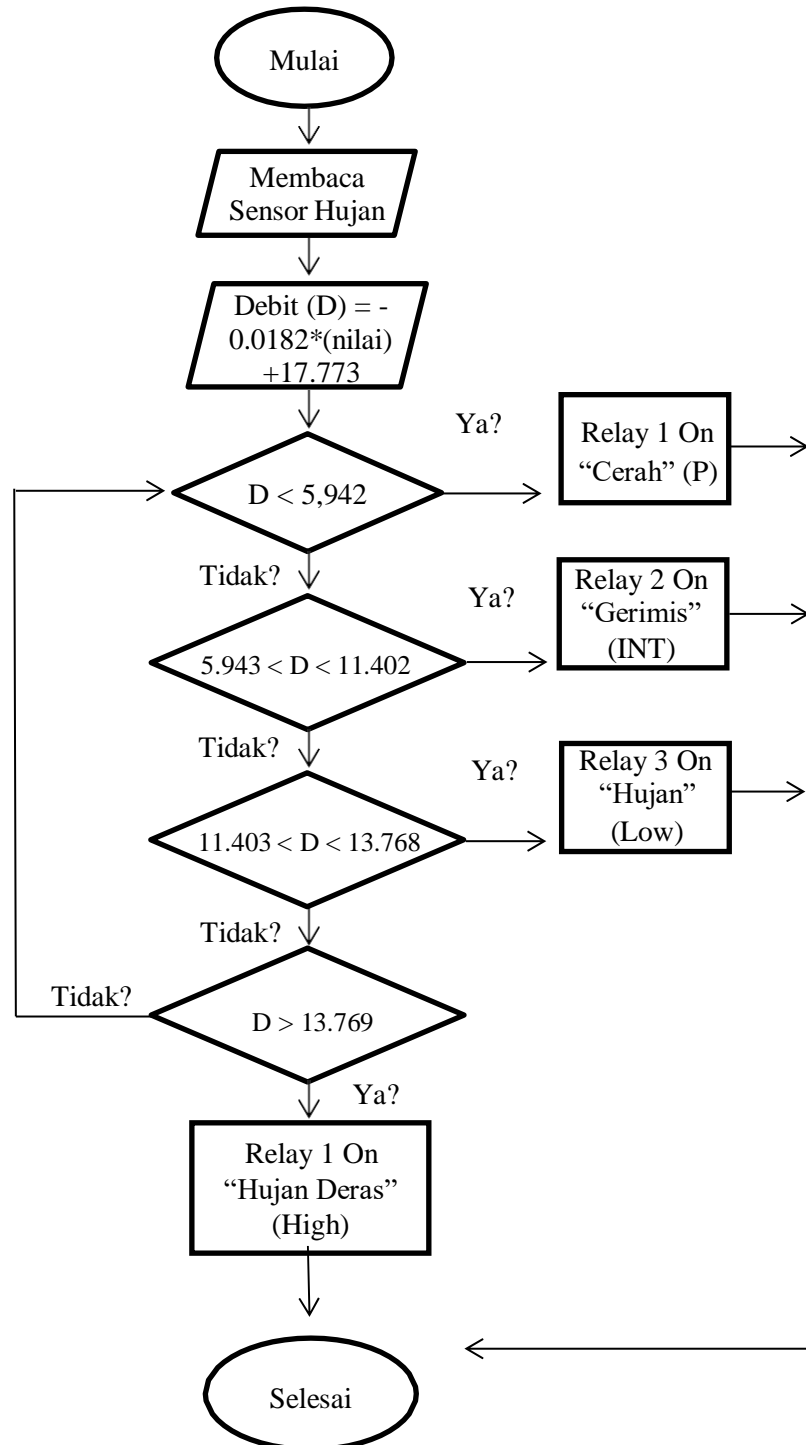 Mulai
Membaca
Sensor Hujan
Debit (D) = -
0.0182*(nilai)
+17.773
D < 5,942
Ya?
Relay 1 On
“Cerah” (P)
Tidak?
5.943 < D < 11.402
Ya?
Relay 2 On
“Gerimis”
(INT)
Tidak?
11.403 < D < 13.768
Ya?
Relay 3 On
“Hujan”
(Low)
Tidak?
D > 13.769
Tidak?
Ya?
Relay 1 On
“Hujan Deras”
(High)
Selesai